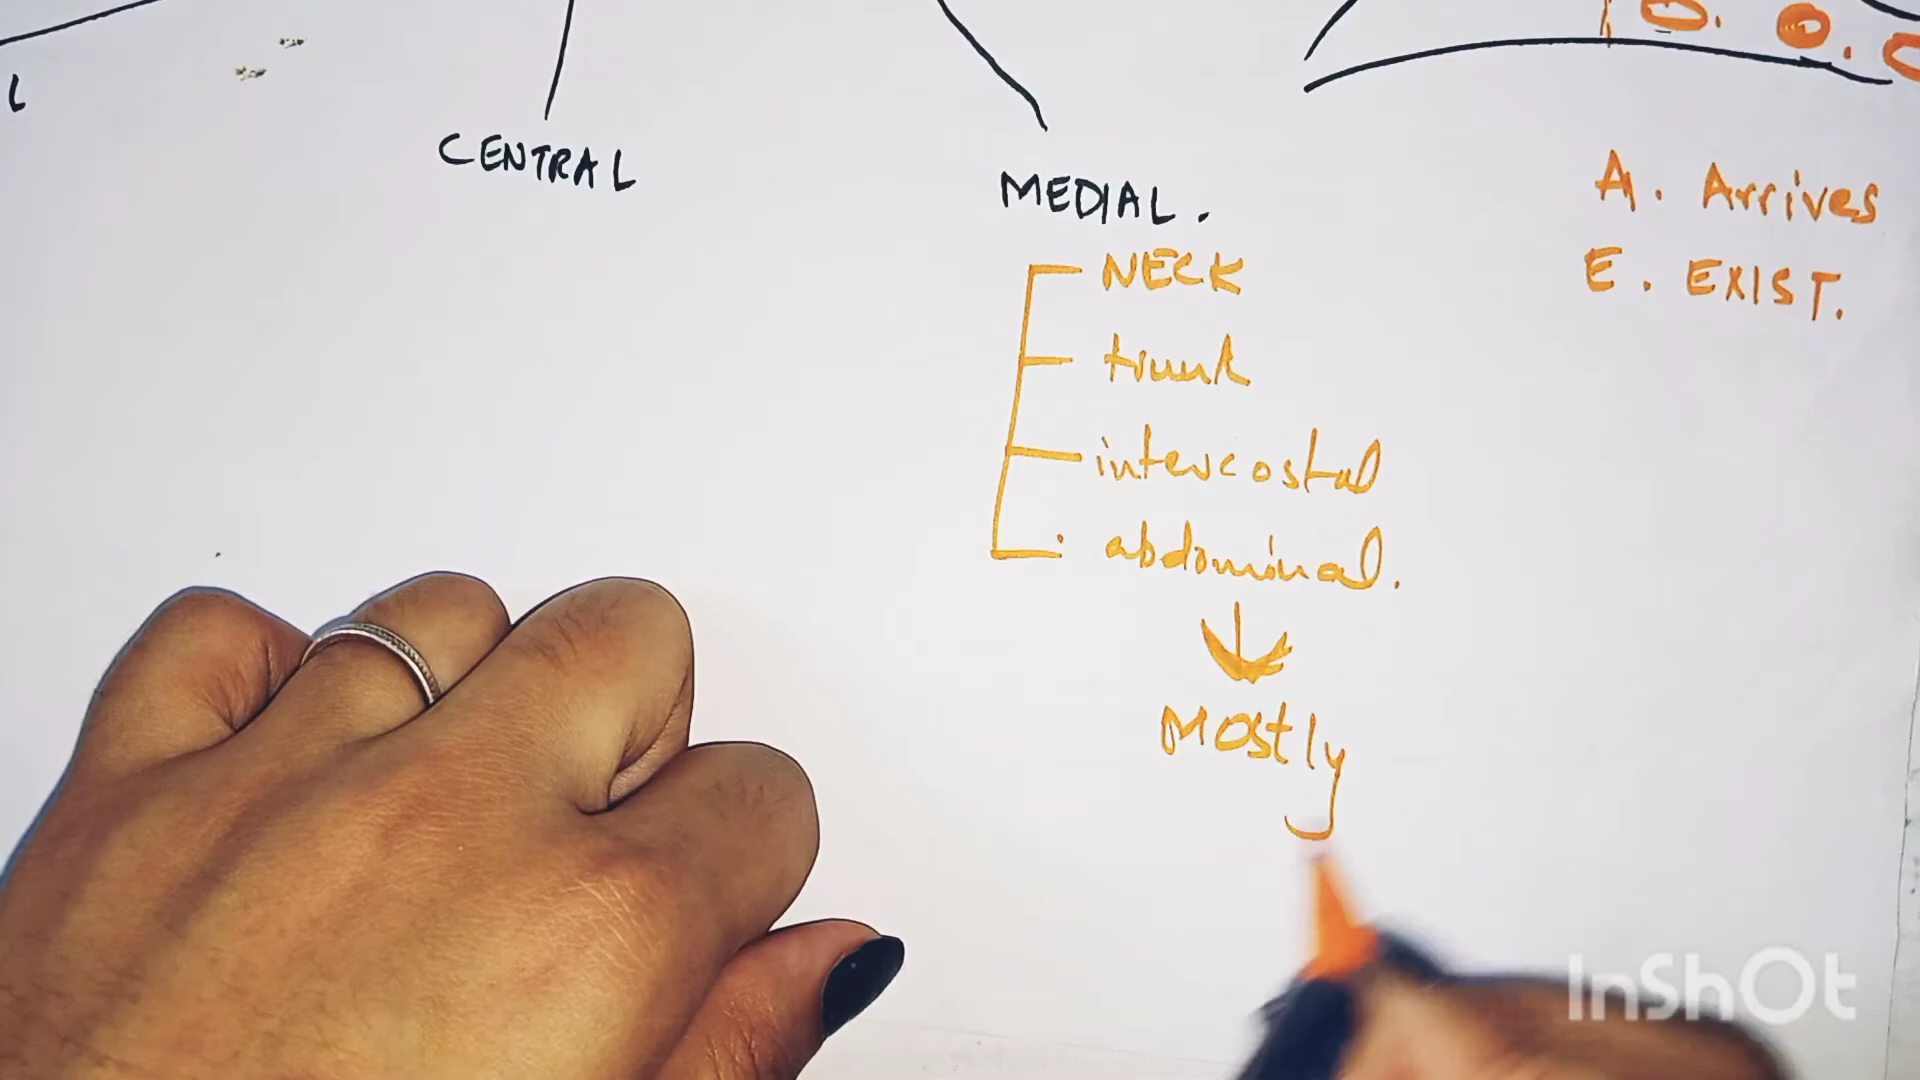 L
CENTRAL
MEDIAL.
NECK
trunk
intercostal
abdominal.
Mostly
A. Arrives
E. EXIST.
InShOt